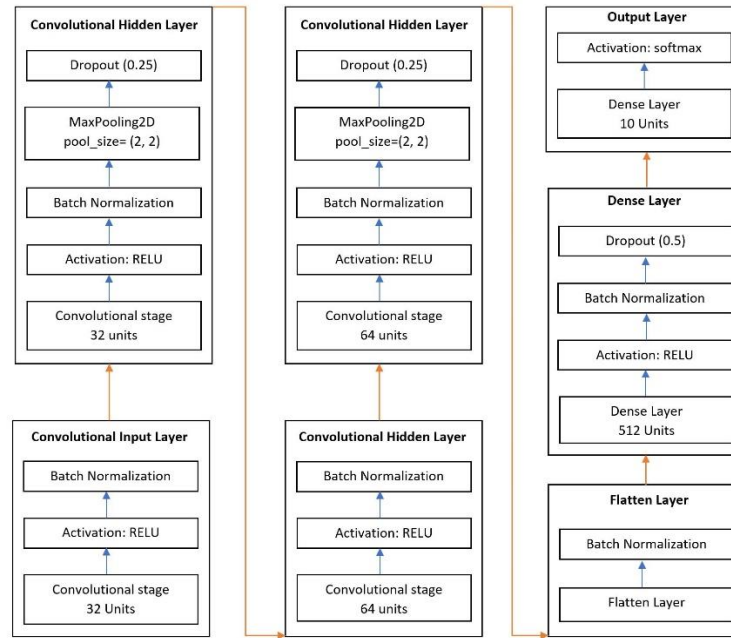 Convolutional Hidden Layer
Dropout (0.25)
MaxPooling2D
pool_size= (2, 2)
Batch Normalization
Activation: RELU
Convolutional stage
32 units
Convolutional Input Layer
Batch Normalization
Activation: RELU
Convolutional stage
32 Units
Convolutional Hidden Layer
Dropout (0.25)
MaxPooling2D
pool_size=(2, 2)
Batch Normalization
Activation: RELU
Convolutional stage
64 units
Convolutional Hidden Layer
Batch Normalization
Activation: RELU
Convolutional stage
64 units
Output Layer
Activation: softmax
Dense Layer
10 Units
Dense Layer
Dropout (0.5)
Batch Normalization
Activation: RELU
Dense Layer
512 Units
Flatten Layer
Batch Normalization
Flatten Layer